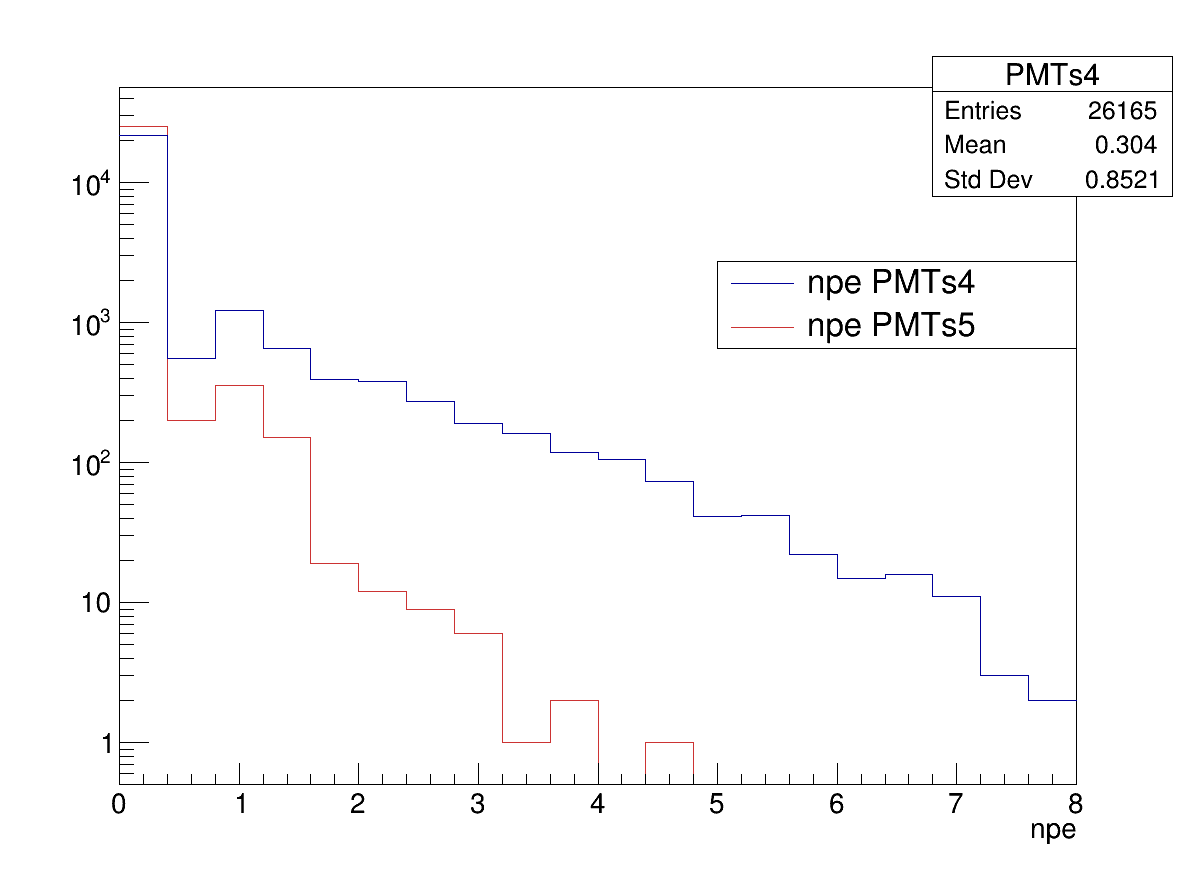 PMTs4
Entries 26165
Mean 0.304
Std Dev 0.8521
npe PMTs4
npe PMTs5
10^4
10^3
10^2
10
1
0 1 2 3 4 5 6 7 8
npe